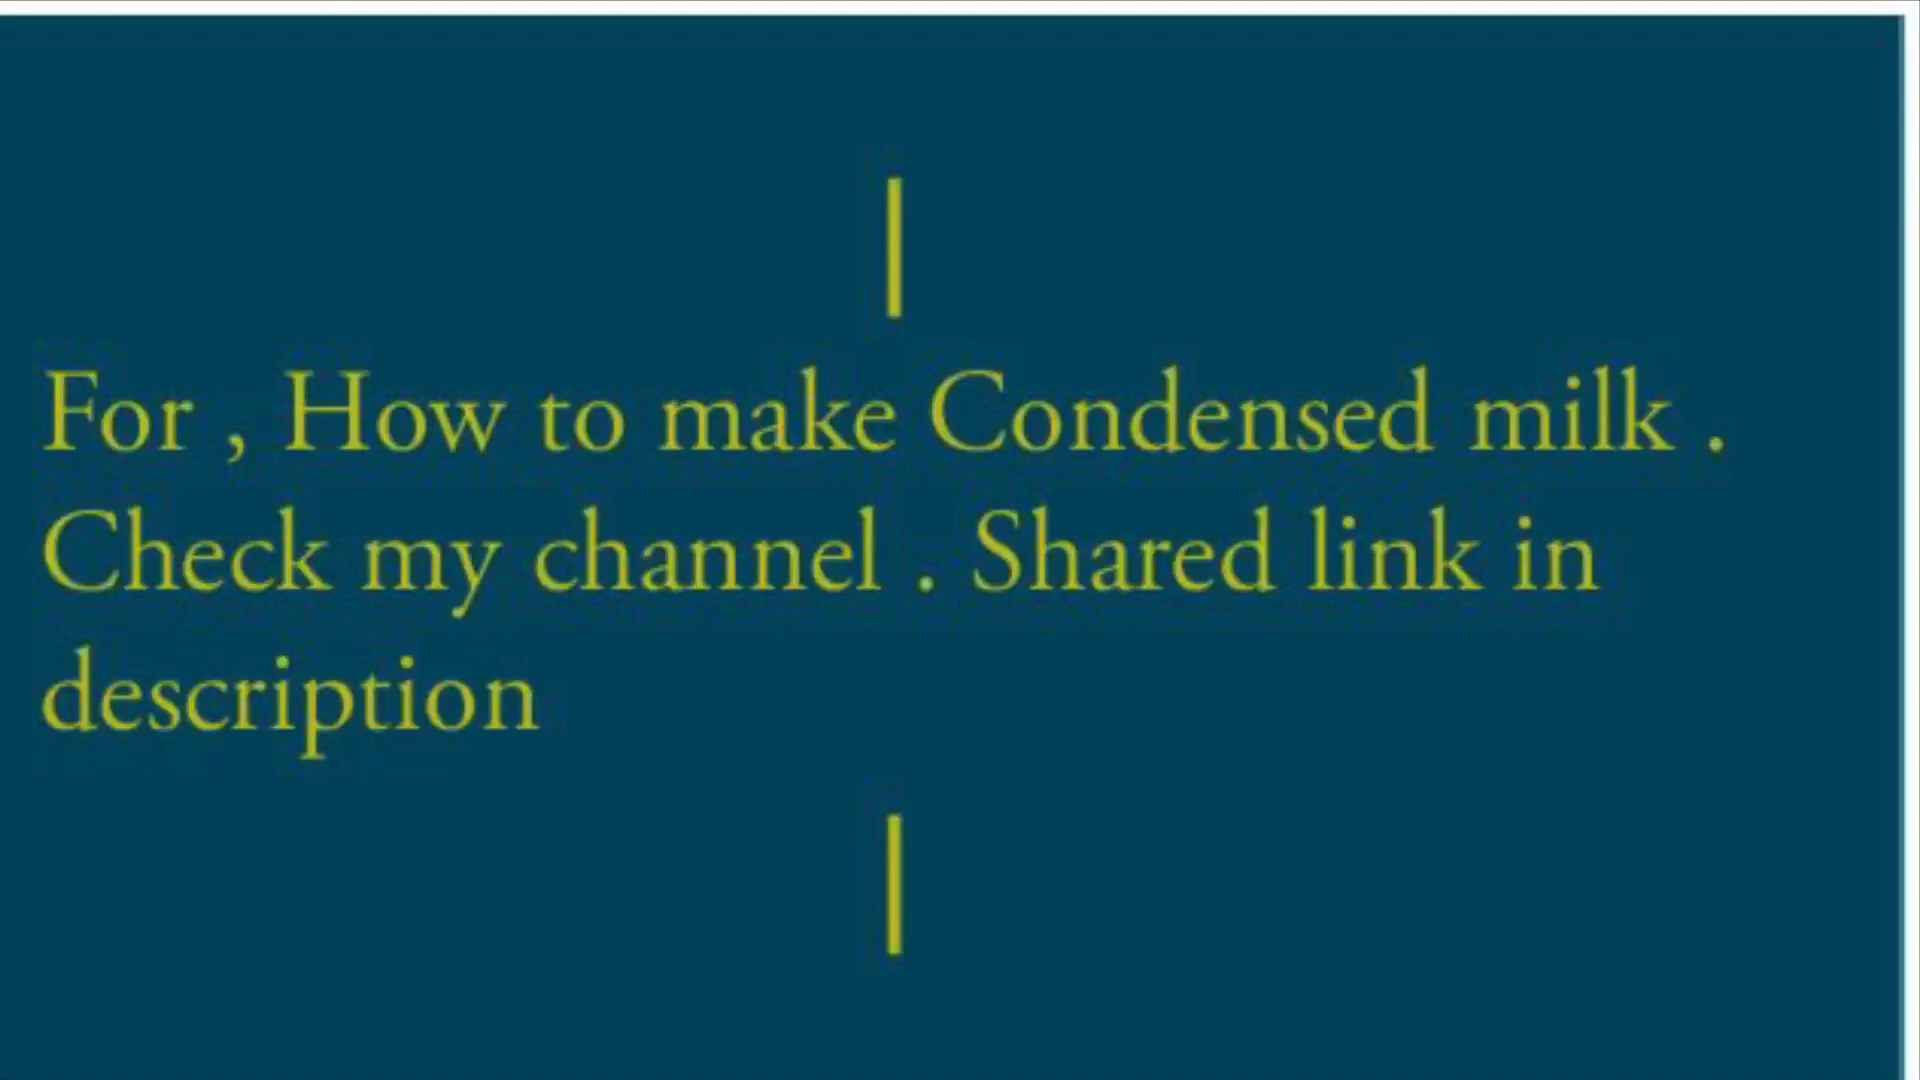 For , How to make Condensed milk .
Check my channel . Shared link in
description